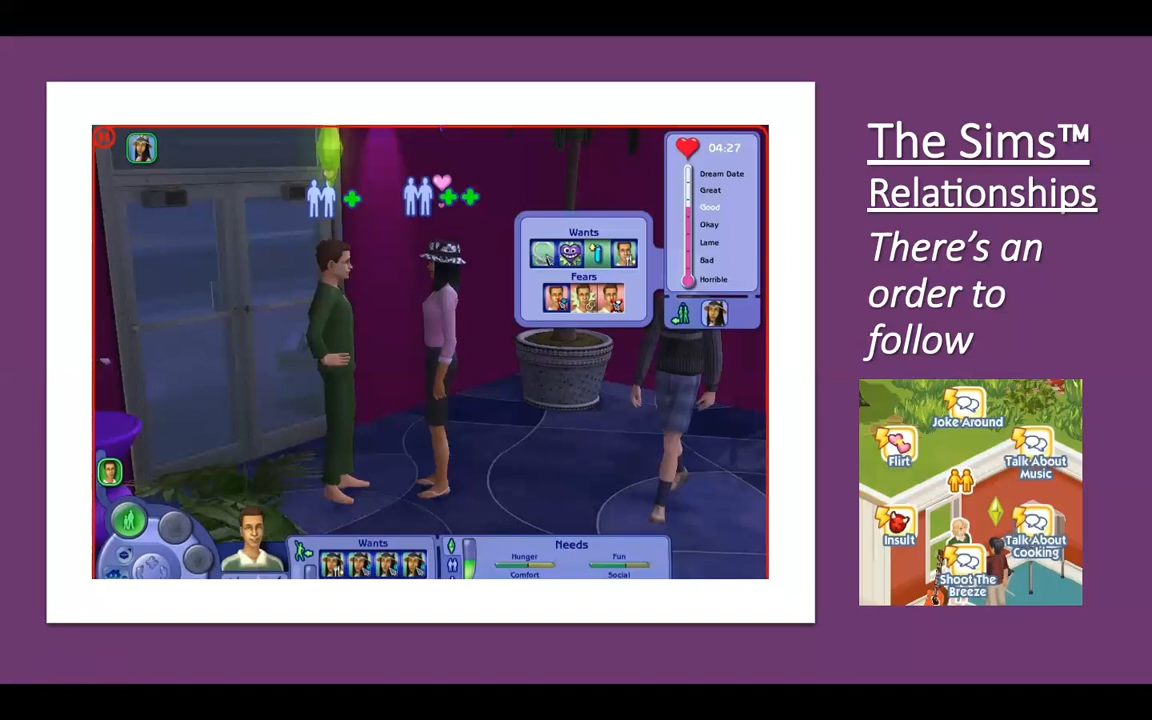 The Sims™
Relationships
There's an
order to
follow
04:27
Dream Date
Great
Good
Okay
Lame
Bad
Horrible
Wants
Fears
Wants
Needs
Hunger
Fun
Comfort
Social
Joke Around
Flirt
Talk About
Music
Insult
Talk About
Cooking
Shoot The
Breeze